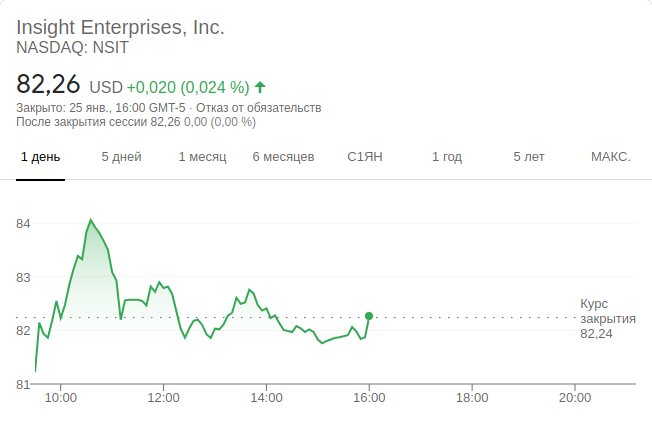 Insight Enterprises, Inc.
NASDAQ: NSIT
82,26 USD +0,020 (0,024 %)
Закрыто: 25 янв., 16:00 GMT-5 · Отказ от обязательств
После закрытия сессии 82,26 0,00 (0,00 %)
1 день 5 дней 1 месяц 6 месяцев С1ЯН 1 год 5 лет МАКС.
84
83
82
81
Курс
закрытия
82,24
10:00 12:00 14:00 16:00 18:00 20:00